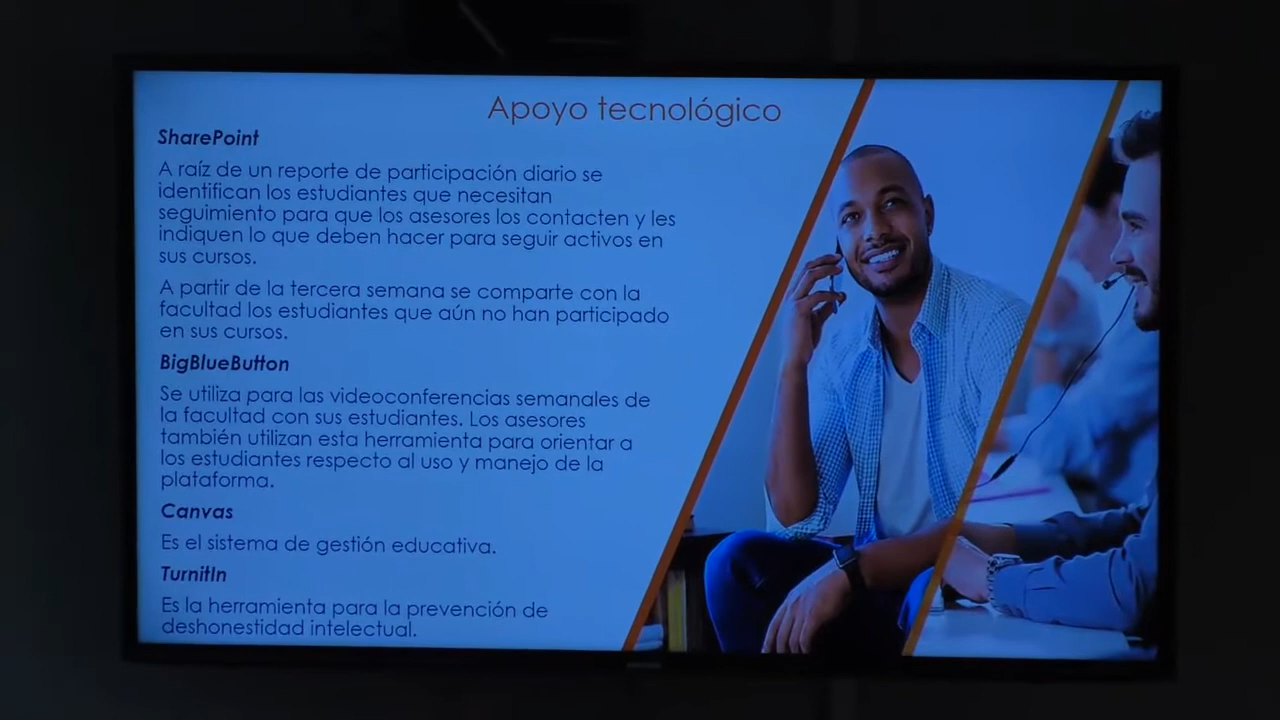 Apoyo tecnológico
SharePoint
A raíz de un reporte de participación diario se
identifican los estudiantes que necesitan
seguimiento para que los asesores los contacten y les
indiquen lo que deben hacer para seguir activos en
sus cursos.
A partir de la tercera semana se comparte con la
facultad los estudiantes que aún no han participado
en sus cursos.
BigBlueButton
Se utiliza para las videoconferencias semanales de
la facultad con sus estudiantes. Los asesores
también utilizan esta herramienta para orientar a
los estudiantes respecto al uso y manejo de la
plataforma.
Canvas
Es el sistema de gestión educativa.
TurnitIn
Es la herramienta para la prevención de
deshonestidad intelectual.